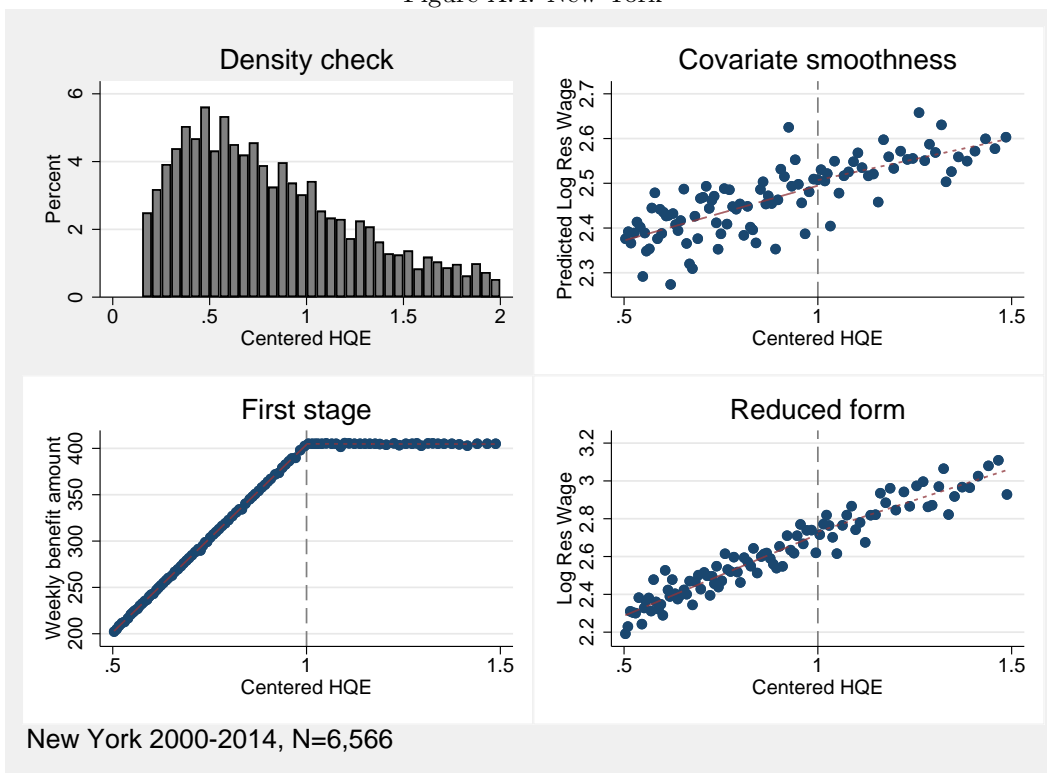 Figure A.4: New York
Density check
Percent
6
4
2
0
0 .5 1 1.5 2
Centered HQE
Covariate smoothness
Predicted Log Res Wage
2.7
2.6
2.5
2.4
2.3
.5 1 1.5
Centered HQE
First stage
Weekly benefit amount
400
350
300
250
200
.5 1 1.5
Centered HQE
Reduced form
Log Res Wage
3.2
3
2.8
2.6
2.4
2.2
.5 1 1.5
Centered HQE
New York 2000-2014, N=6,566